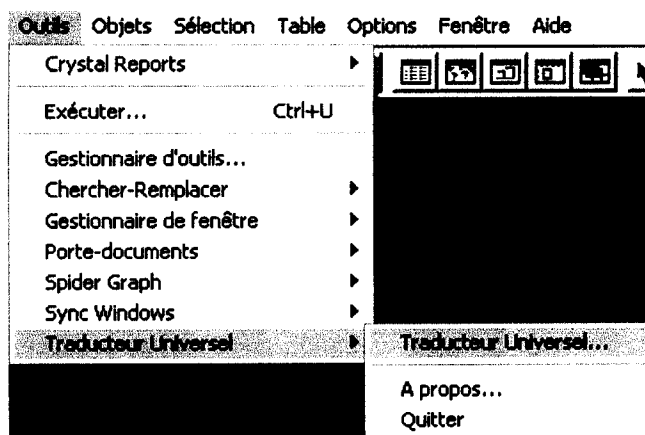 Outils Objets Sélection Table Options Fenêtre Aide
Crystal Reports
Exécuter... Ctrl+U
Gestionnaire d'outils...
Chercher-Remplacer
Gestionnaire de fenêtre
Porte-documents
Spider Graph
Sync Windows
Traducteur Universel
Traducteur Universel...
A propos...
Quitter